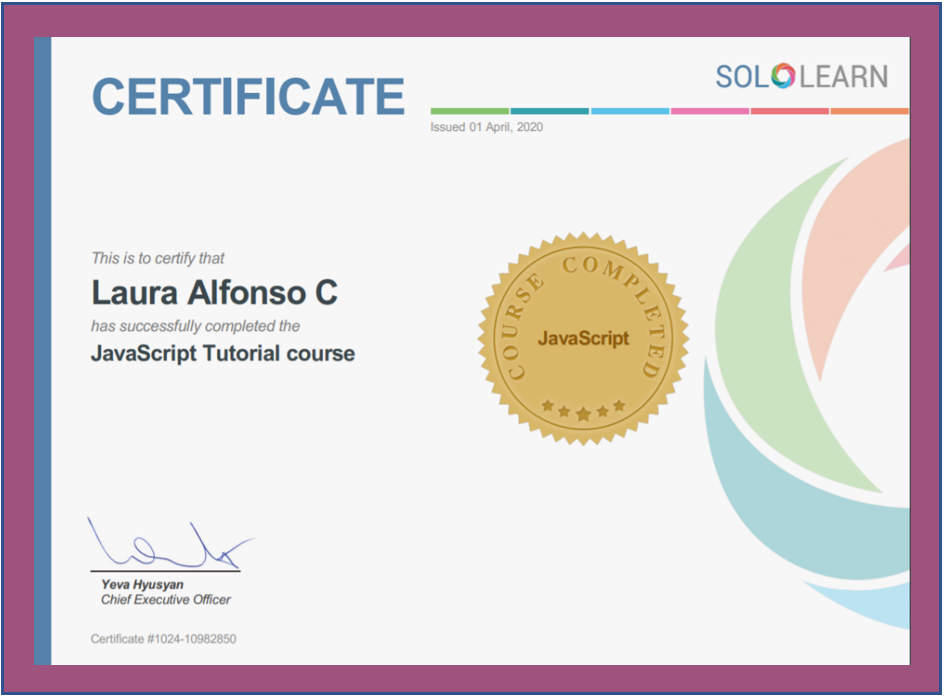 CERTIFICATE
SOLOLEARN
Issued 01 April, 2020
This is to certify that
Laura Alfonso C
has successfully completed the
JavaScript Tutorial course
COURSE COMPLETED
JavaScript
Yeva Hyusyan
Chief Executive Officer
Certificate #1024-10982850